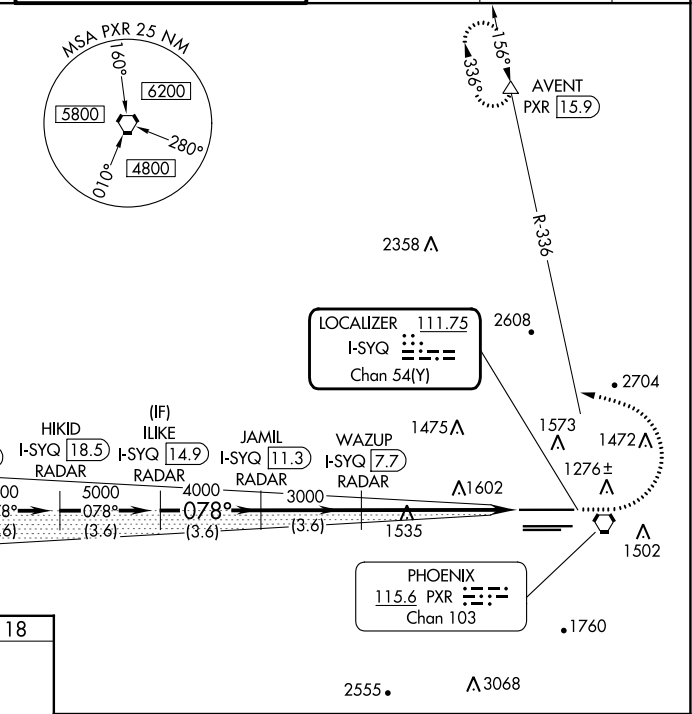 MSA PXR 25 NM
160°
6200
5800
280°
010°
4800
156°
336°
AVENT
PXR 15.9
R-336
2358
LOCALIZER 111.75
I-SYQ
Chan 54(Y)
2608
2704
HIKID
I-SYQ 18.5
RADAR
(IF)
ILIKE
I-SYQ 14.9
RADAR
JAMIL
I-SYQ 11.3
RADAR
WAZUP
I-SYQ 7.7
RADAR
1475
1573
1472
1276±
1602
5000
4000
3000
078°
078°
(3.6)
(3.6)
(3.6)
1535
1502
PHOENIX
115.6 PXR
Chan 103
1760
18
2555
3068